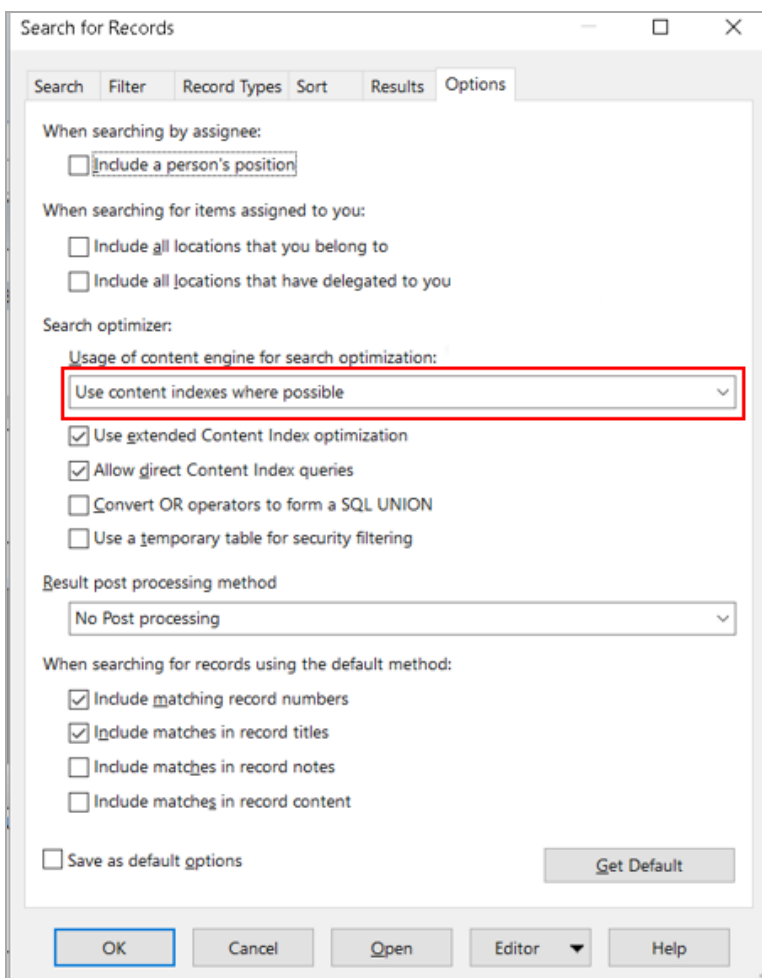 Search for Records
Search Filter Record Types Sort Results Options
When searching by assignee:
Include a person's position
When searching for items assigned to you:
Include all locations that you belong to
Include all locations that have delegated to you
Search optimizer:
Usage of content engine for search optimization:
Use content indexes where possible
Use extended Content Index optimization
Allow direct Content Index queries
Convert OR operators to form a SQL UNION
Use a temporary table for security filtering
Result post processing method
No Post processing
When searching for records using the default method:
Include matching record numbers
Include matches in record titles
Include matches in record notes
Include matches in record content
Save as default options
Get Default
OK Cancel Open Editor Help